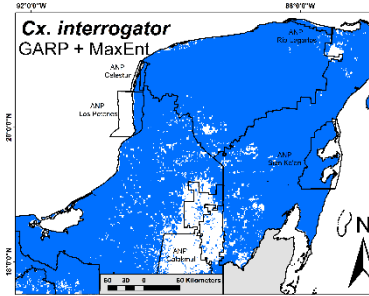 92°0'0"W
88°0'0"W
Cx. interrogator
GARP + MaxEnt
ANP
Ria Lagartos
ANP
Celestun
ANP
Los Petenes
20°0'0"N
ANP
Sian Ka'an
N
ANP
Calakmul
18°0'0"N
60 30 0 60 Kilometers